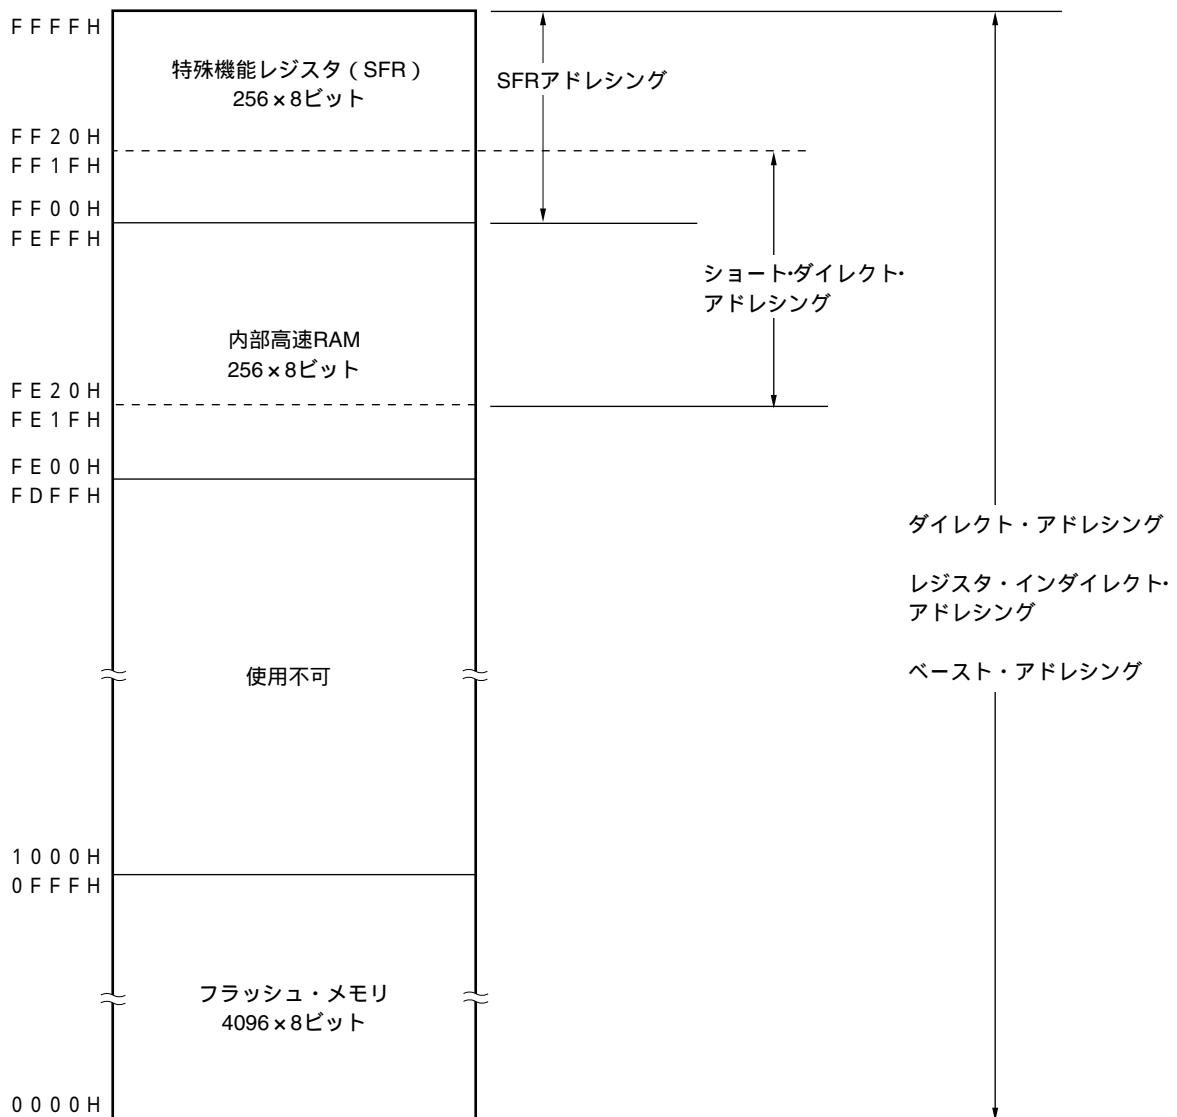 FFFFH
特殊機能レジスタ（SFR）
256×8ビット
SFRアドレシング
FF20H
FF1FH
FF00H
FEFFH
ショート・ダイレクト・
アドレシング
内部高速RAM
256×8ビット
FE20H
FE1FH
FE00H
FDFFH
ダイレクト・アドレシング
レジスタ・インダイレクト・
アドレシング
ベースト・アドレシング
使用不可
1000H
0FFFH
フラッシュ・メモリ
4096×8ビット
0000H